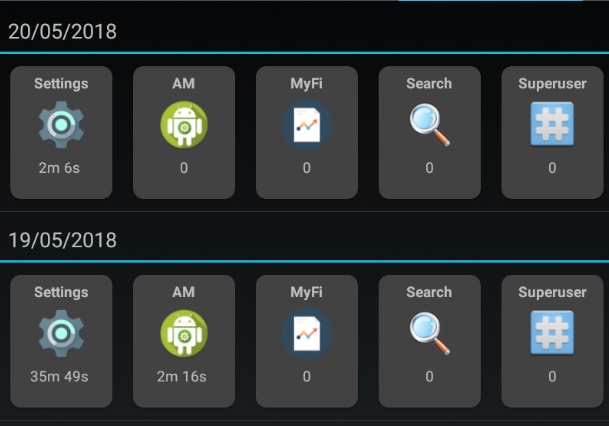 20/05/2018
Settings AM MyFi Search Superuser
2m 6s 0 0 0 0
19/05/2018
Settings AM MyFi Search Superuser
35m 49s 2m 16s 0 0 0